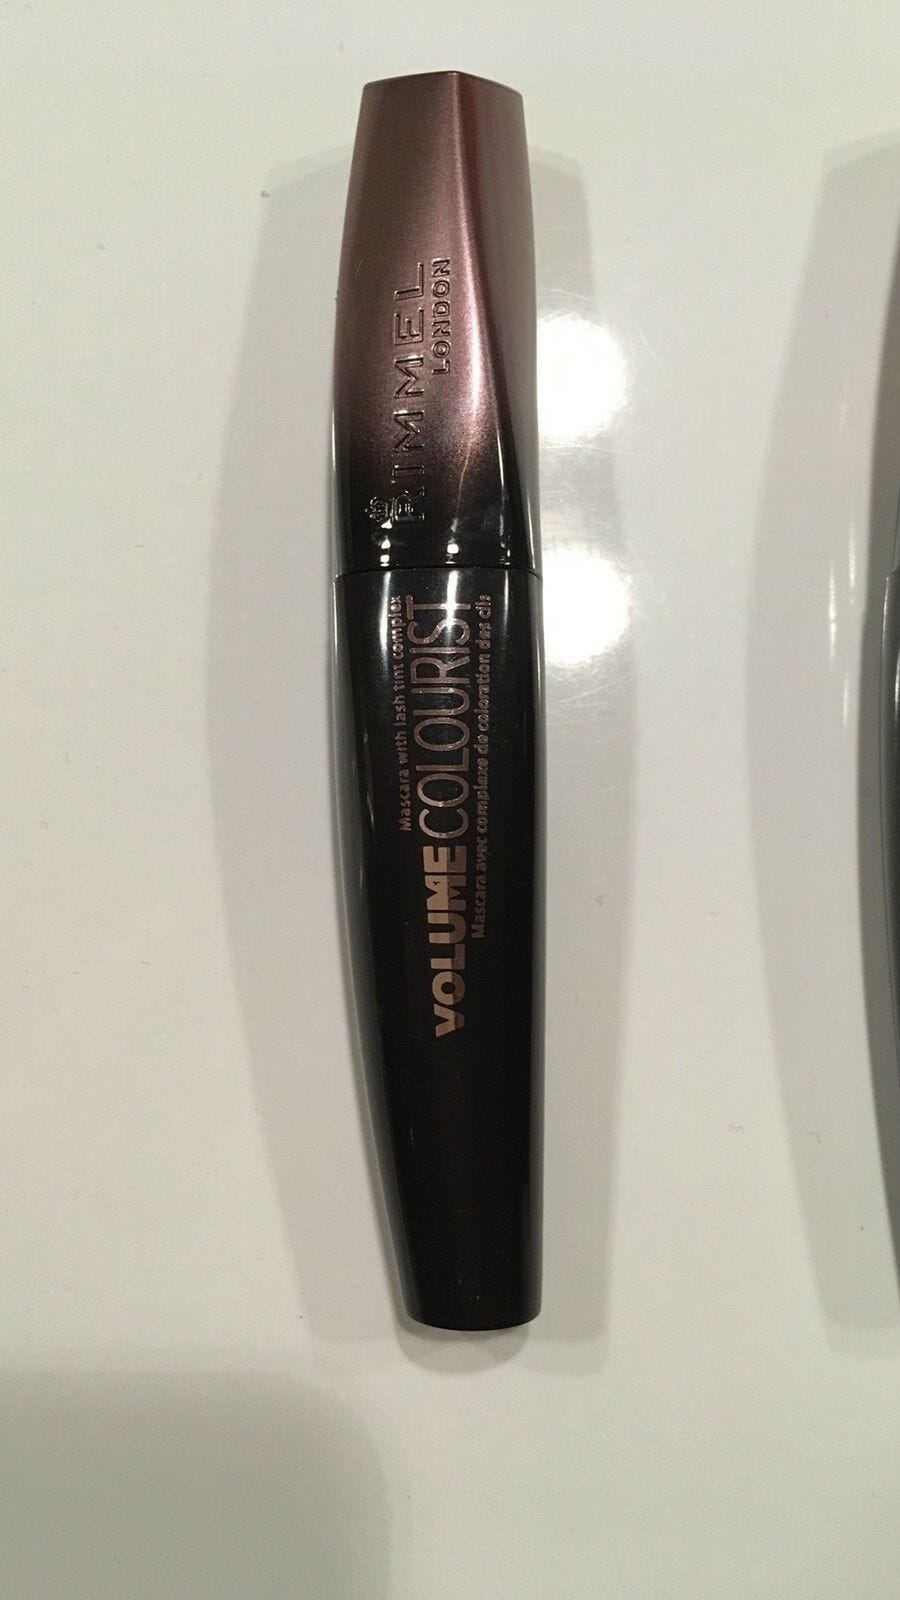 RIMMEL
LONDON
Mascara with lash tint complex
VOLUME COLOURIST
Mascara avec complexe de coloration des cils